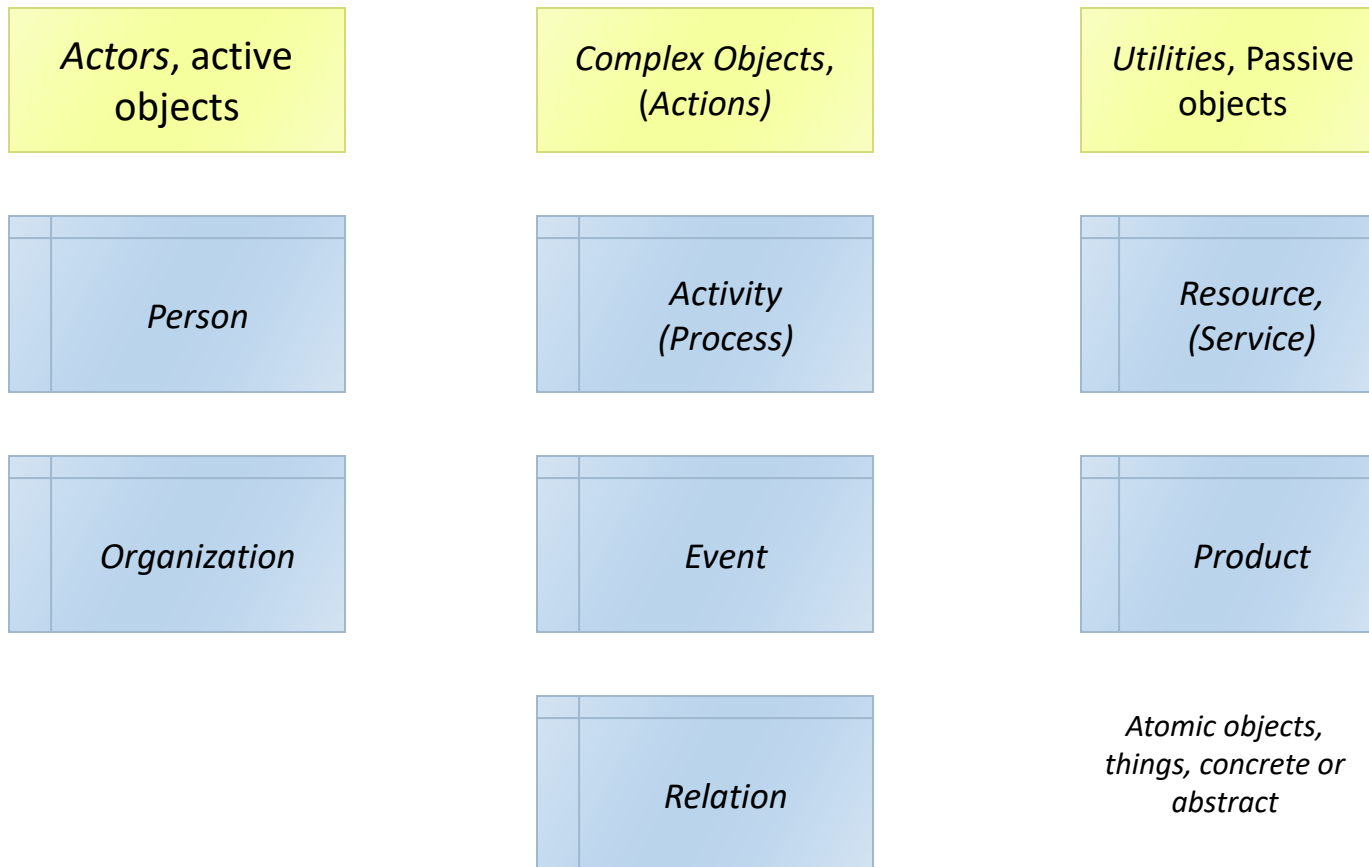 Actors, active
objects
Complex Objects,
(Actions)
Utilities, Passive
objects
Person
Activity
(Process)
Resource,
(Service)
Organization
Event
Product
Relation
Atomic objects,
things, concrete or
abstract